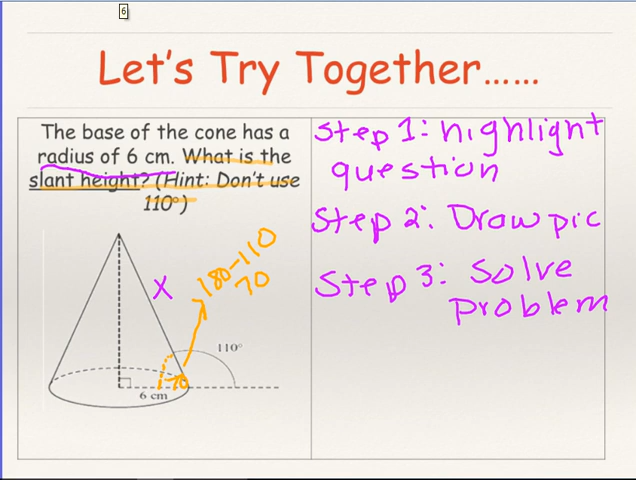 6
Let's Try Together……
The base of the cone has a
radius of 6 cm. What is the
slant height? (Hint: Don't use
110°)
Step 1: highlight
question
Step 2: Draw pic
Step 3: Solve
problem
180-110
70
X
110°
70
6 cm